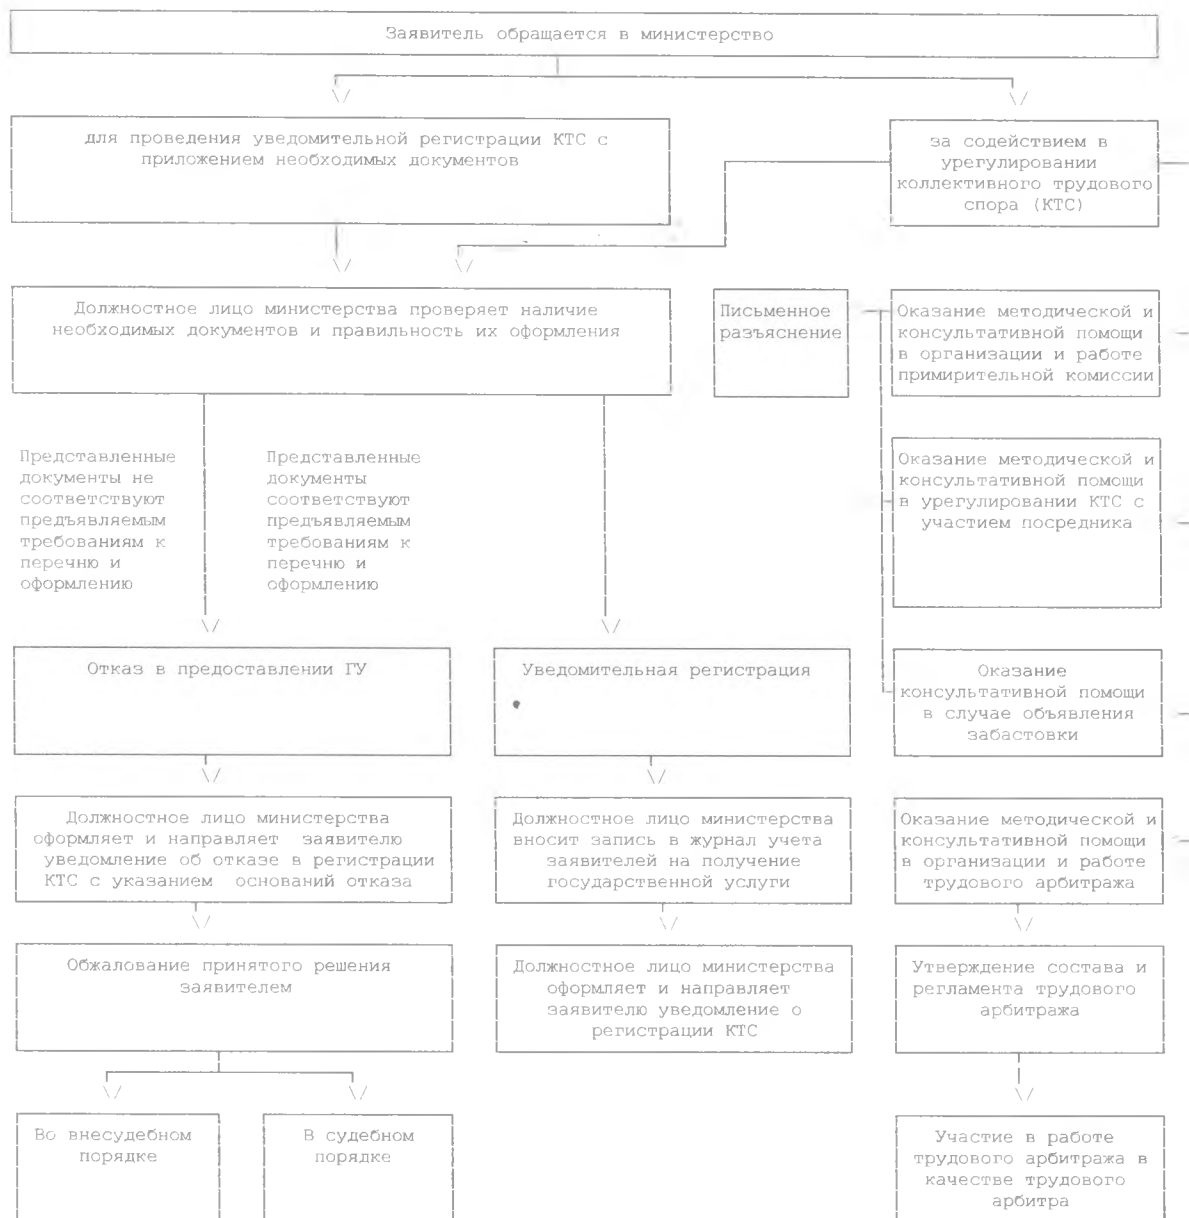 Заявитель обращается в министерство
для проведения уведомительной регистрации КТС с
приложением необходимых документов
за содействием в
урегулировании
коллективного трудового
спора (КТС)
Должностное лицо министерства проверяет наличие
необходимых документов и правильность их оформления
Письменное
разъяснение
Оказание методической и
консультативной помощи
в организации и работе
примирительной комиссии
Представленные
документы не
соответствуют
предъявляемым
требованиям к
перечню и
оформлению
Представленные
документы
соответствуют
предъявляемым
требованиям к
перечню и
оформлению
Оказание методической и
консультативной помощи
в урегулировании КТС с
участием посредника
Отказ в предоставлении ГУ
Уведомительная регистрация
Оказание
консультативной помощи
в случае объявления
забастовки
Должностное лицо министерства
оформляет и направляет заявителю
уведомление об отказе в регистрации
КТС с указанием оснований отказа
Должностное лицо министерства
вносит запись в журнал учета
заявителей на получение
государственной услуги
Оказание методической и
консультативной помощи
в организации и работе
трудового арбитража
Обжалование принятого решения
заявителем
Должностное лицо министерства
оформляет и направляет
заявителю уведомление о
регистрации КТС
Утверждение состава и
регламента трудового
арбитража
Во внесудебном
порядке
В судебном
порядке
Участие в работе
трудового арбитража в
качестве трудового
арбитра